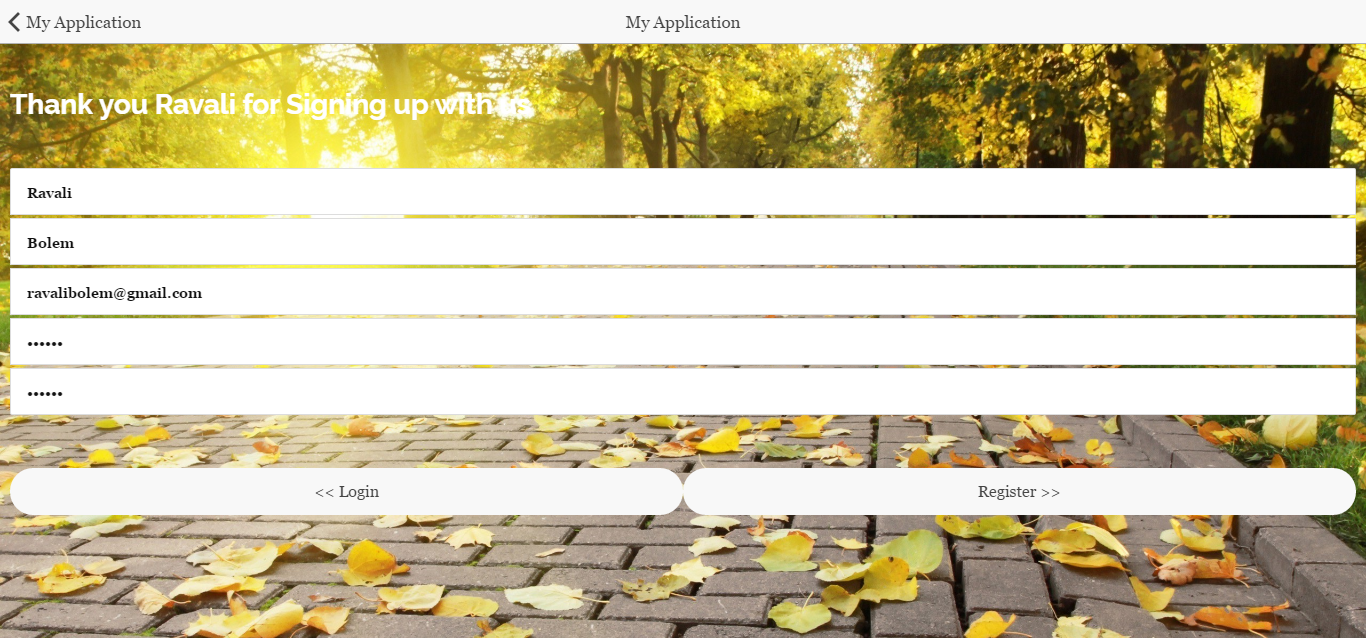 My Application My Application
Thank you Ravali for Signing up with us
Ravali
Bolem
ravalibolem@gmail.com
••••••
••••••
<< Login Register >>